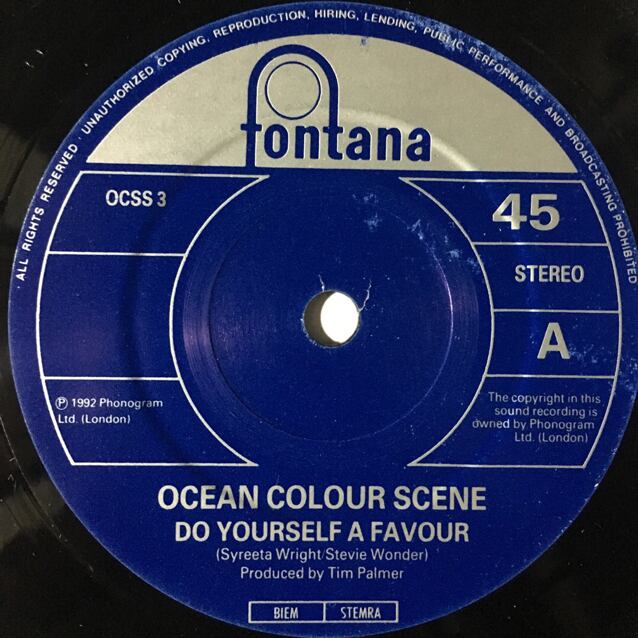 ALL RIGHTS RESERVED · UNAUTHORIZED COPYING, REPRODUCTION, HIRING, LENDING, PUBLIC PERFORMANCE AND BROADCASTING PROHIBITED
fontana
OCSS 3
45
STEREO
A
Ⓟ 1992 Phonogram
Ltd. (London)
The copyright in this
sound recording is
owned by Phonogram
Ltd. (London)
OCEAN COLOUR SCENE
DO YOURSELF A FAVOUR
(Syreeta Wright/Stevie Wonder)
Produced by Tim Palmer
BIEM STEMRA